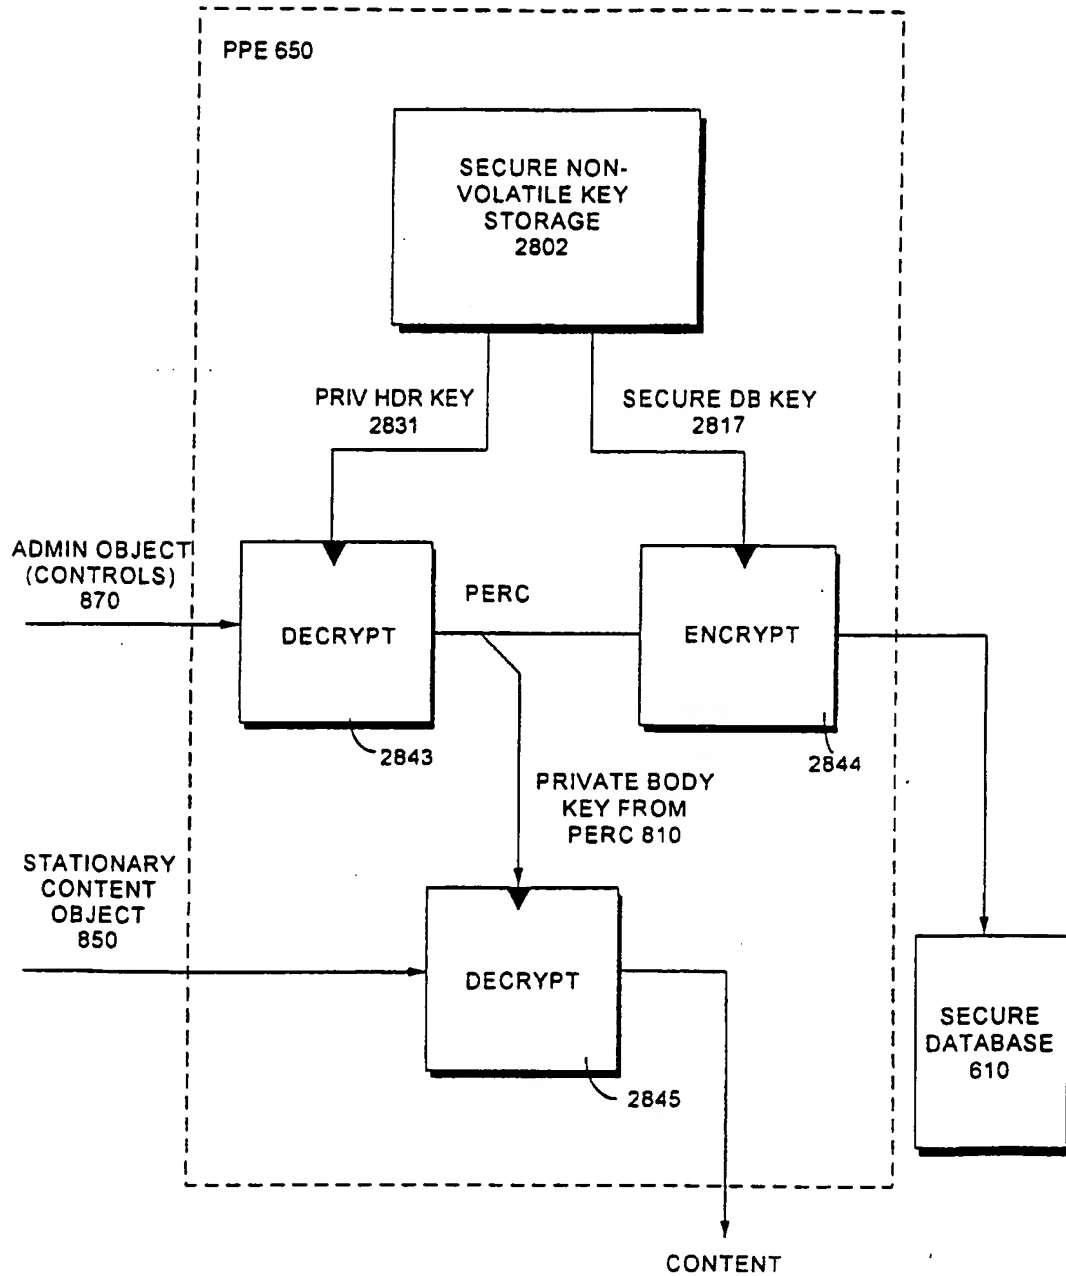 PPE 650
SECURE NON-
VOLATILE KEY
STORAGE
2802
PRIV HDR KEY
2831
SECURE DB KEY
2817
ADMIN OBJECT
(CONTROLS)
870
DECRYPT
PERC
ENCRYPT
2843
2844
PRIVATE BODY
KEY FROM
PERC 810
STATIONARY
CONTENT
OBJECT
850
DECRYPT
2845
SECURE
DATABASE
610
CONTENT